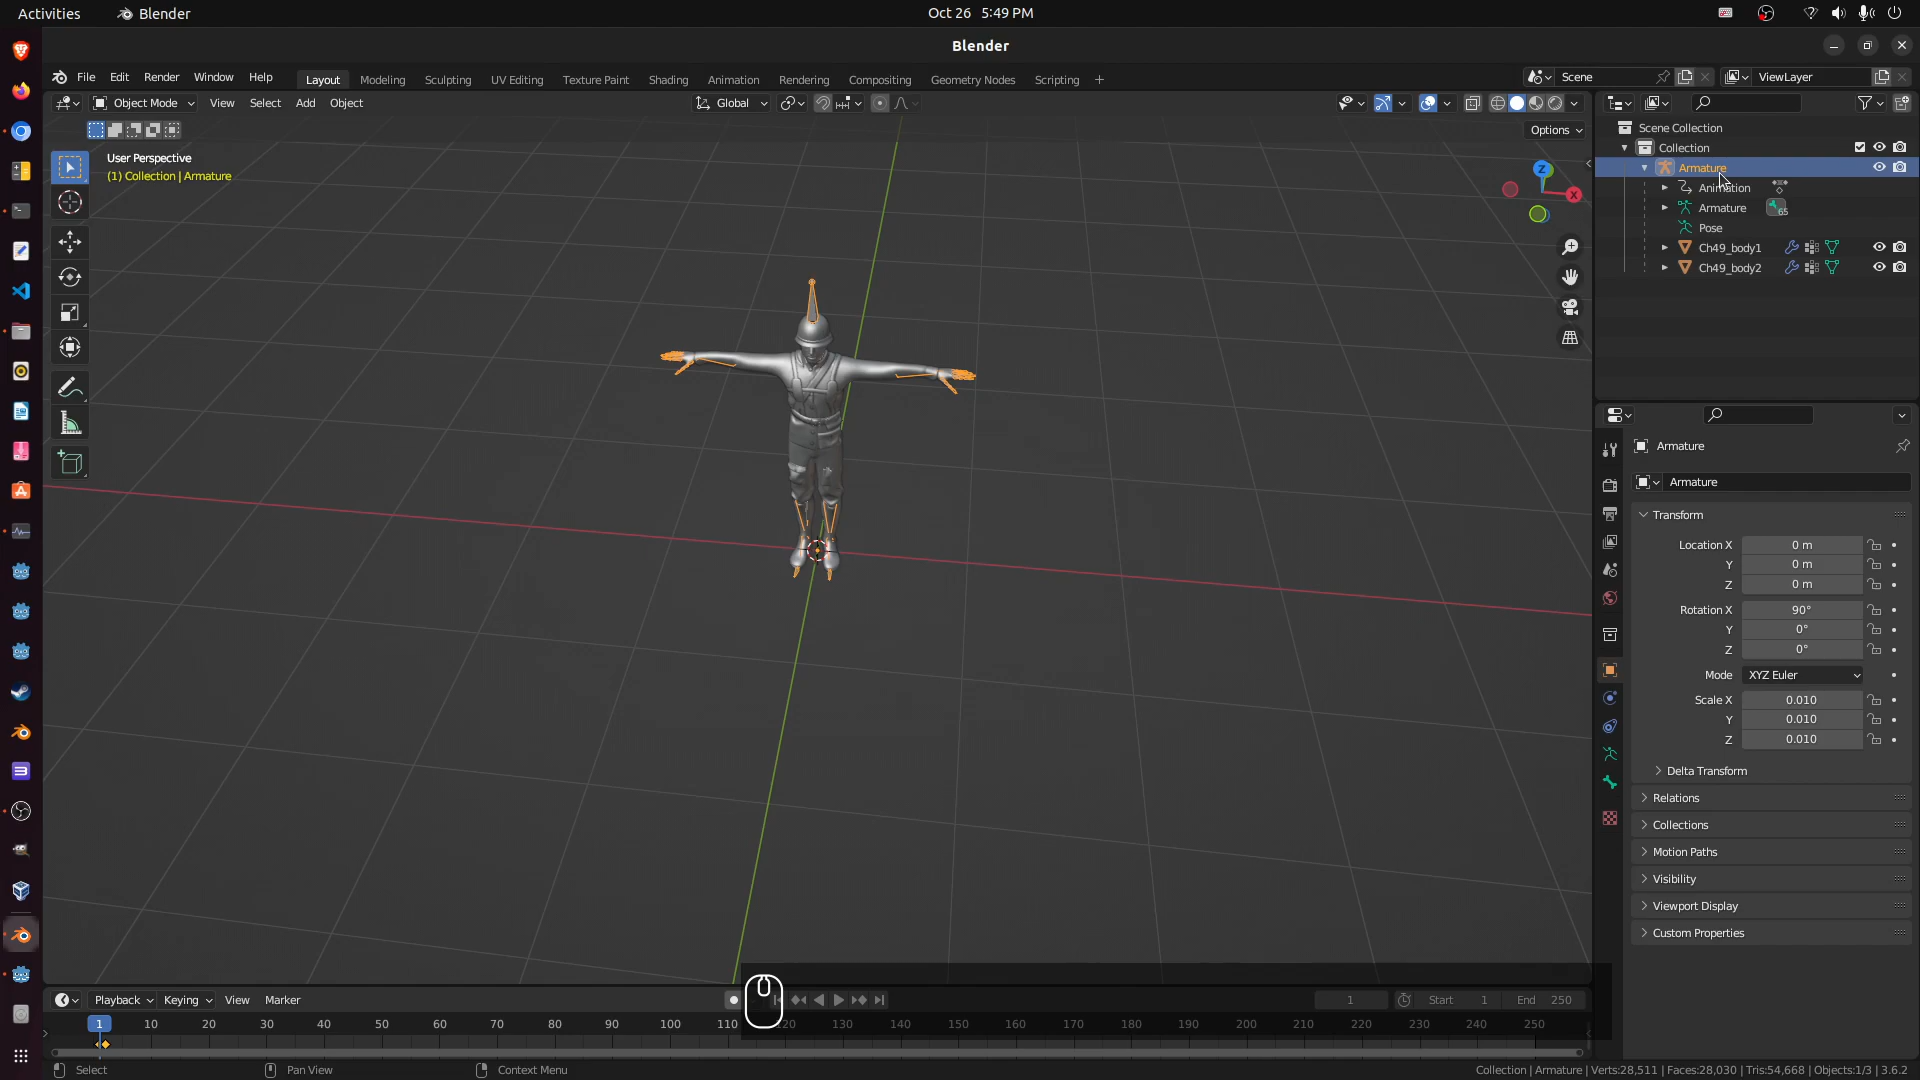 Activities Blender Oct 26 5:49 PM
Blender
File Edit Render Window Help Layout Modeling Sculpting UV Editing Texture Paint Shading Animation Rendering Compositing Geometry Nodes Scripting + Scene ViewLayer
Object Mode View Select Add Object Global
Options
User Perspective
(1) Collection | Armature
Z
X
Scene Collection
Collection
Armature
Animation
Armature 65
Pose
Ch49_body1
Ch49_body2
Armature
Armature
Transform
Location X 0 m
Y 0 m
Z 0 m
Rotation X 90°
Y 0°
Z 0°
Mode XYZ Euler
Scale X 0.010
Y 0.010
Z 0.010
Delta Transform
Relations
Collections
Motion Paths
Visibility
Viewport Display
Custom Properties
Playback Keying View Marker 1 Start 1 End 250
1 10 20 30 40 50 60 70 80 90 100 110 120 130 140 150 160 170 180 190 200 210 220 230 240 250
Select Pan View Context Menu Collection | Armature | Verts:28,511 | Faces:28,030 | Tris:54,668 | Objects:1/3 | 3.6.2